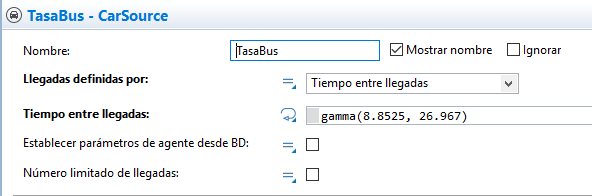 TasaBus - CarSource
Nombre: TasaBus Mostrar nombre Ignorar
Llegadas definidas por: Tiempo entre llegadas
Tiempo entre llegadas: gamma(8.8525, 26.967)
Establecer parámetros de agente desde BD:
Número limitado de llegadas: